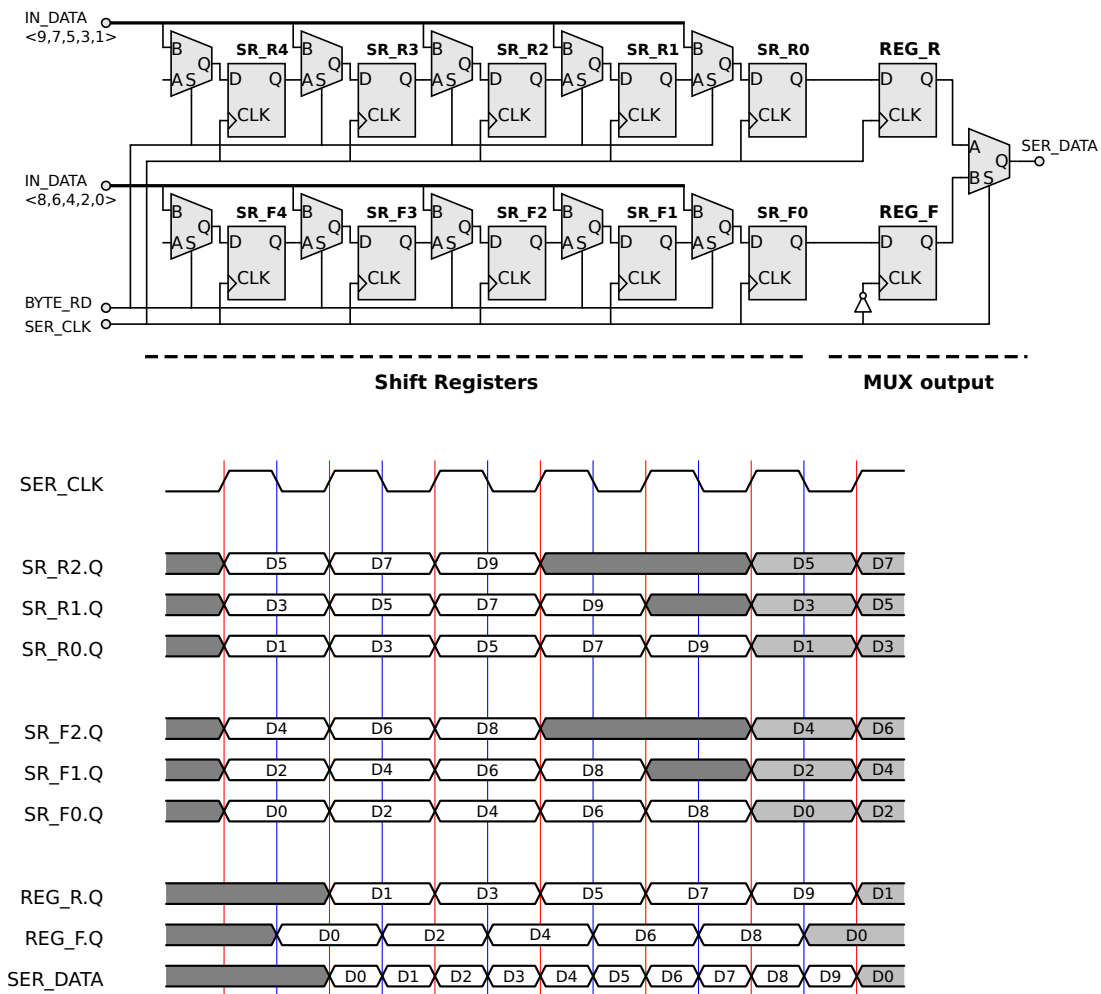 IN_DATA
<9,7,5,3,1>
SR_R4 SR_R3 SR_R2 SR_R1 SR_R0 REG_R
B Q B Q B Q B Q B Q
A S D Q A S D Q A S D Q A S D Q A S D Q D Q
CLK CLK CLK CLK CLK CLK
A Q SER_DATA
B S
IN_DATA
<8,6,4,2,0>
SR_F4 SR_F3 SR_F2 SR_F1 SR_F0 REG_F
B Q B Q B Q B Q B Q
A S D Q A S D Q A S D Q A S D Q A S D Q D Q
CLK CLK CLK CLK CLK CLK
BYTE_RD
SER_CLK
Shift Registers MUX output
SER_CLK
SR_R2.Q D5 D7 D9 D5 D7
SR_R1.Q D3 D5 D7 D9 D3 D5
SR_R0.Q D1 D3 D5 D7 D9 D1 D3
SR_F2.Q D4 D6 D8 D4 D6
SR_F1.Q D2 D4 D6 D8 D2 D4
SR_F0.Q D0 D2 D4 D6 D8 D0 D2
REG_R.Q D1 D3 D5 D7 D9 D1
REG_F.Q D0 D2 D4 D6 D8 D0
SER_DATA D0 D1 D2 D3 D4 D5 D6 D7 D8 D9 D0